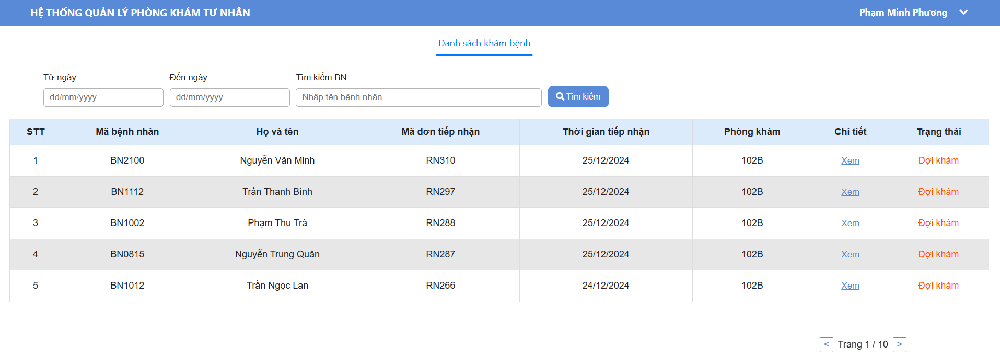 HỆ THỐNG QUẢN LÝ PHÒNG KHÁM TƯ NHÂN Phạm Minh Phương
Danh sách khám bệnh
Từ ngày Đến ngày Tìm kiếm BN
dd/mm/yyyy dd/mm/yyyy Nhập tên bệnh nhân Tìm kiếm
STT Mã bệnh nhân Họ và tên Mã đơn tiếp nhận Thời gian tiếp nhận Phòng khám Chi tiết Trạng thái
1 BN2100 Nguyễn Văn Minh RN310 25/12/2024 102B Xem Đợi khám
2 BN1112 Trần Thanh Bình RN297 25/12/2024 102B Xem Đợi khám
3 BN1002 Phạm Thu Trà RN288 25/12/2024 102B Xem Đợi khám
4 BN0815 Nguyễn Trung Quân RN287 25/12/2024 102B Xem Đợi khám
5 BN1012 Trần Ngọc Lan RN266 24/12/2024 102B Xem Đợi khám
< Trang 1 / 10 >